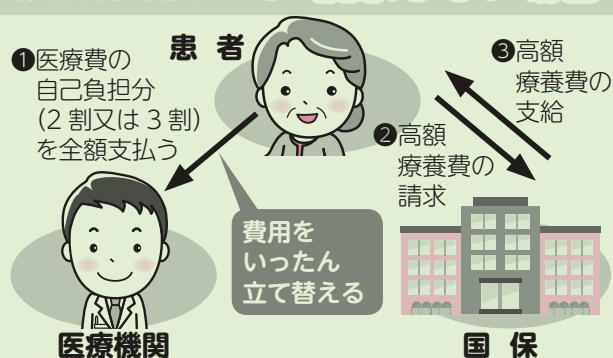 患者
❶医療費の
自己負担分
(2割又は3割)
を全額支払う
❸高額
療養費の
支給
❷高額
療養費の
請求
費用を
いったん
立て替える
医療機関
国保